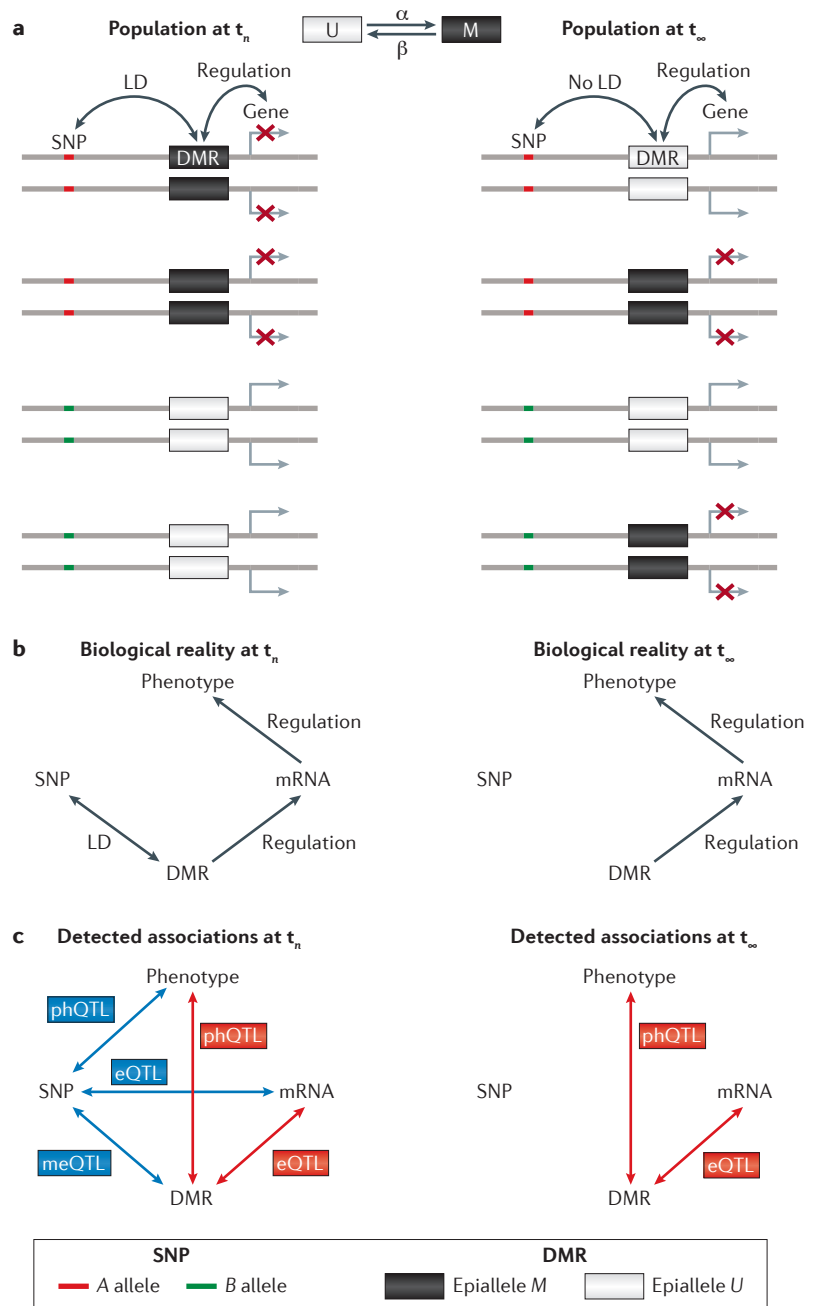 a
Population at tn
U
α
β
M
Population at t∞
LD
Regulation
Gene
SNP
DMR
No LD
Regulation
Gene
SNP
DMR
b
Biological reality at tn
Phenotype
Regulation
SNP
mRNA
LD
Regulation
DMR
Biological reality at t∞
Phenotype
Regulation
SNP
mRNA
Regulation
DMR
c
Detected associations at tn
Phenotype
phQTL
phQTL
eQTL
SNP
mRNA
meQTL
eQTL
DMR
Detected associations at t∞
Phenotype
phQTL
SNP
mRNA
eQTL
DMR
SNP
A allele
B allele
DMR
Epiallele M
Epiallele U